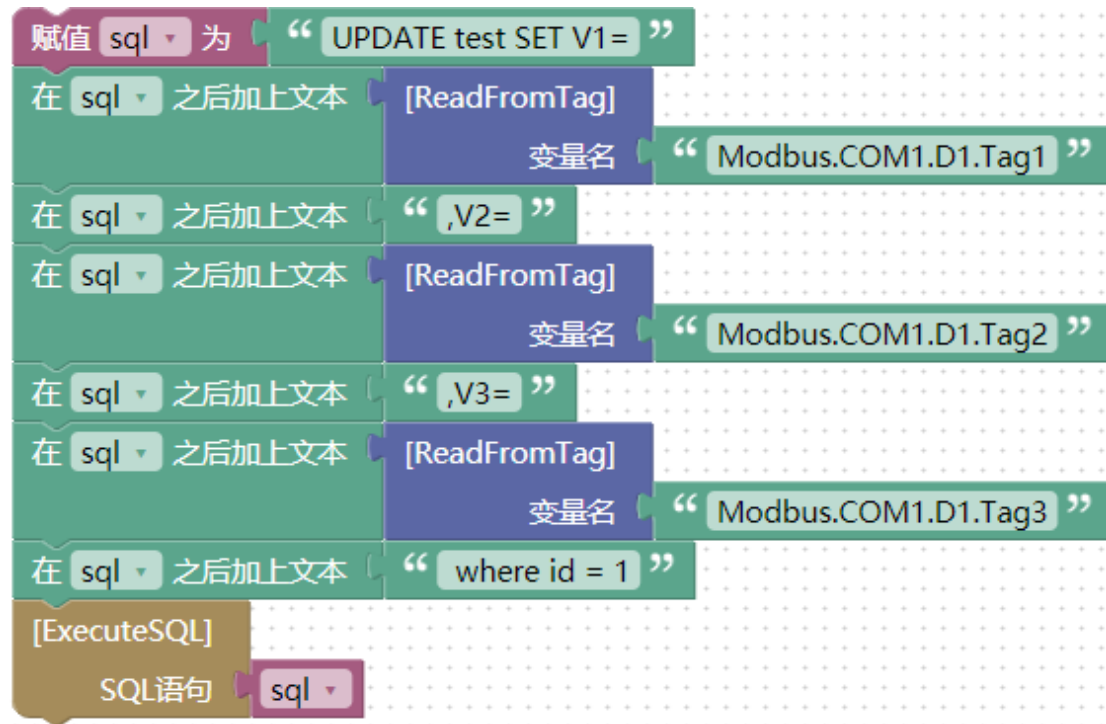 赋值 sql 为 “ UPDATE test SET V1= ”
在 sql 之后加上文本 [ReadFromTag]
变量名 “ Modbus.COM1.D1.Tag1 ”
在 sql 之后加上文本 “ ,V2= ”
在 sql 之后加上文本 [ReadFromTag]
变量名 “ Modbus.COM1.D1.Tag2 ”
在 sql 之后加上文本 “ ,V3= ”
在 sql 之后加上文本 [ReadFromTag]
变量名 “ Modbus.COM1.D1.Tag3 ”
在 sql 之后加上文本 “ where id = 1 ”
[ExecuteSQL]
SQL语句 sql